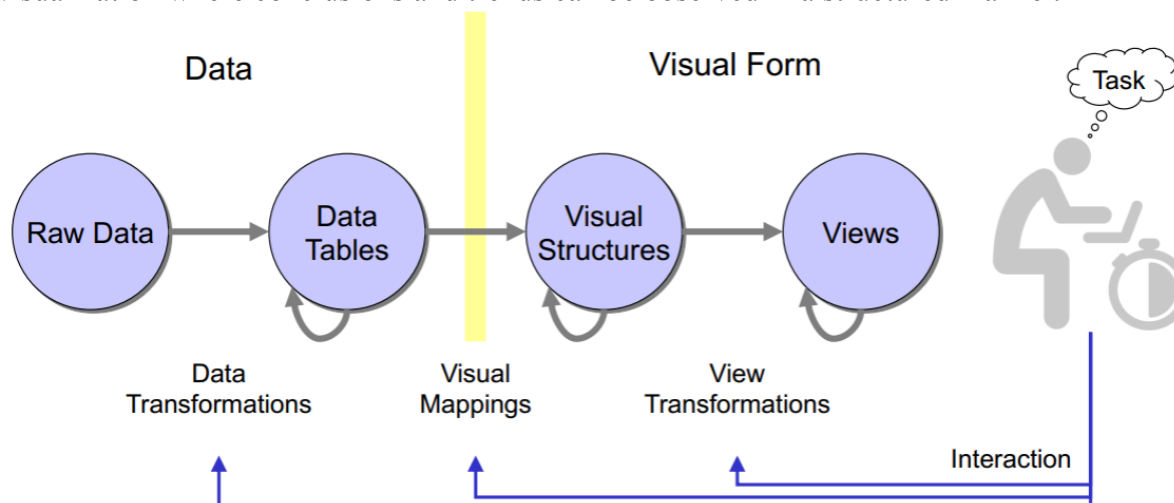 Data
Visual Form
Task
Raw Data
Data
Tables
Visual
Structures
Views
Data
Transformations
Visual
Mappings
View
Transformations
Interaction